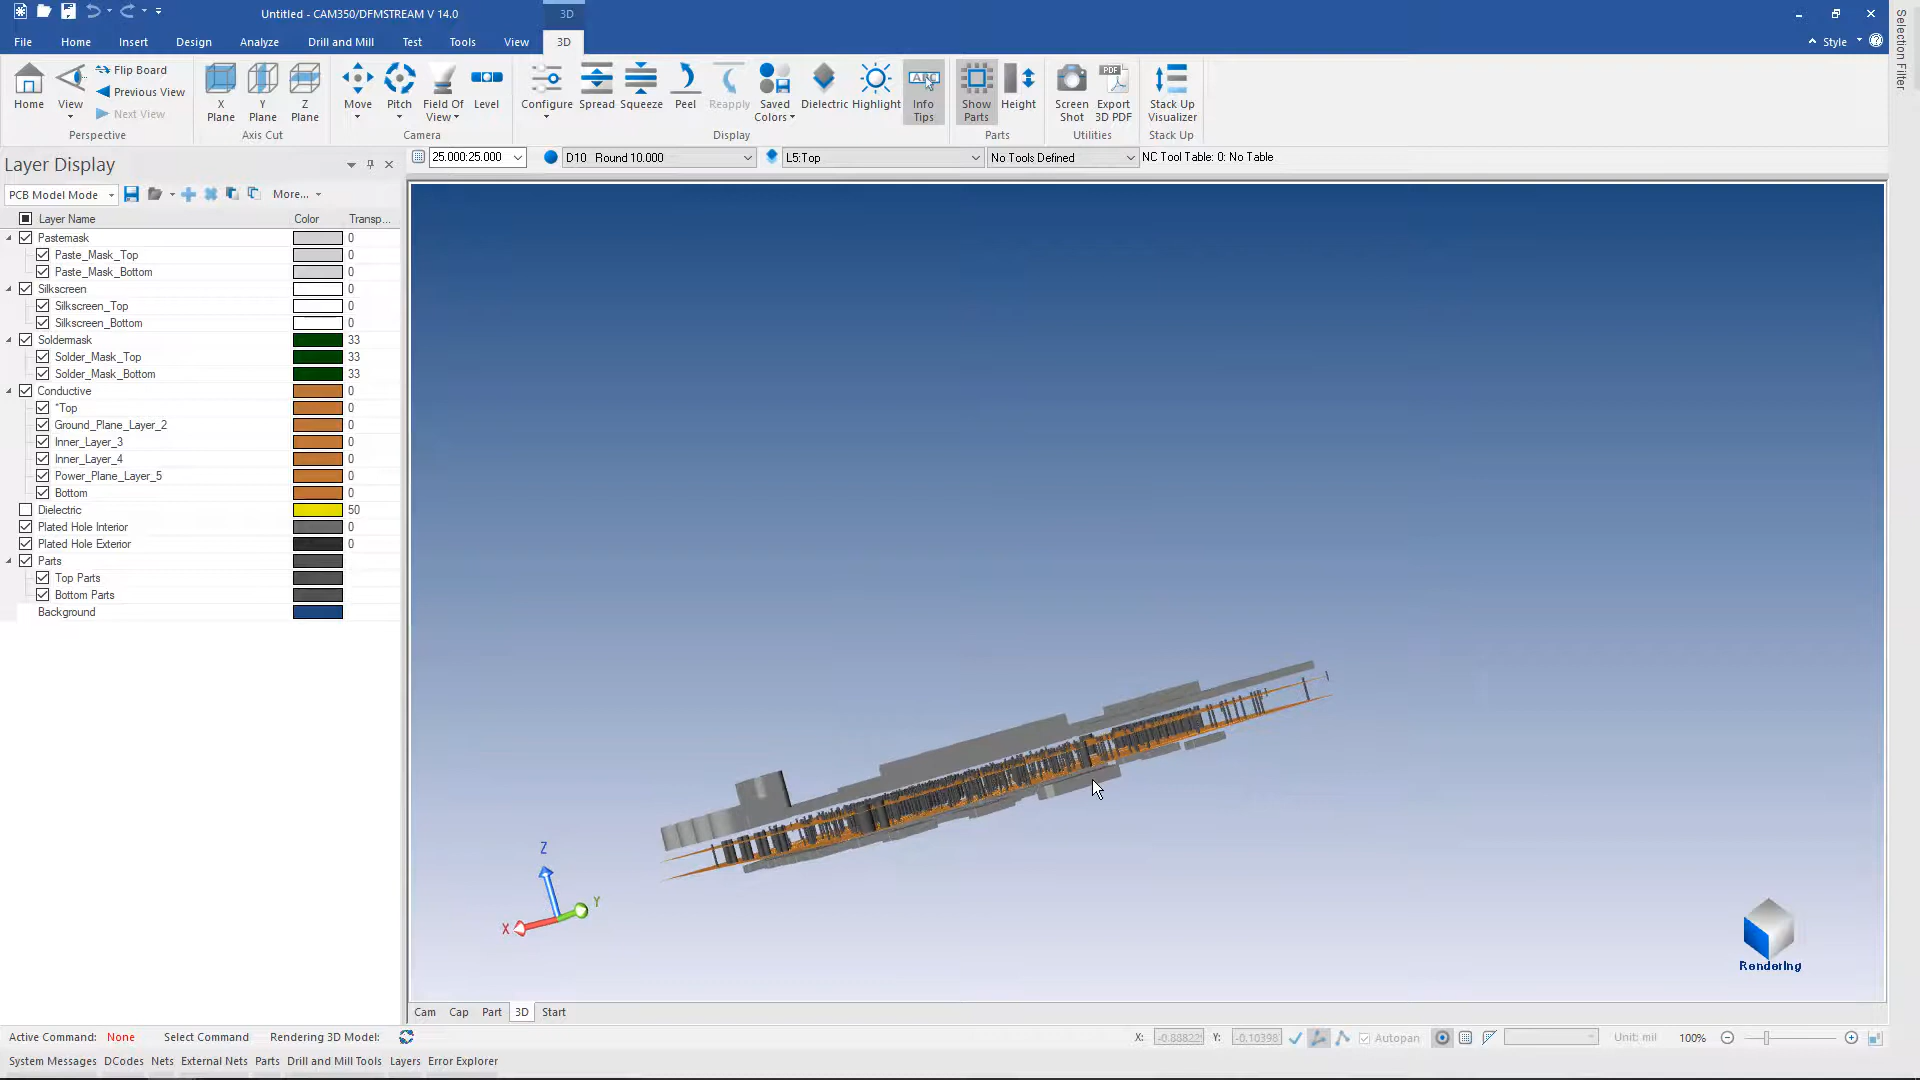 Untitled - CAM350/DFMSTREAM V 14.0
3D
File Home Insert Design Analyze Drill and Mill Test Tools View 3D
Style
Selection Filter
Home
View
Flip Board
Previous View
Next View
Perspective
X Plane
Y Plane
Z Plane
Axis Cut
Move
Pitch
Field Of View
Level
Camera
Configure
Spread
Squeeze
Peel
Reapply
Saved Colors
Dielectric
Highlight
ABC
Info Tips
Display
Show Parts
Height
Parts
Screen Shot
PDF
Export 3D PDF
Utilities
Stack Up Visualizer
Stack Up
Layer Display
25.000:25.000
D10 Round 10.000
L5:Top
No Tools Defined
NC Tool Table: 0: No Table
PCB Model Mode
More...
Layer Name Color Transp...
Pastemask 0
Paste_Mask_Top 0
Paste_Mask_Bottom 0
Silkscreen 0
Silkscreen_Top 0
Silkscreen_Bottom 0
Soldermask 33
Solder_Mask_Top 33
Solder_Mask_Bottom 33
Conductive 0
*Top 0
Ground_Plane_Layer_2 0
Inner_Layer_3 0
Inner_Layer_4 0
Power_Plane_Layer_5 0
Bottom 0
Dielectric 50
Plated Hole Interior 0
Plated Hole Exterior 0
Parts
Top Parts
Bottom Parts
Background
Z
Y
X
Rendering
Cam Cap Part 3D Start
Active Command: None Select Command Rendering 3D Model:
X: -0.88822 Y: -0.10398 Autopan Unit: mil 100%
System Messages DCodes Nets External Nets Parts Drill and Mill Tools Layers Error Explorer